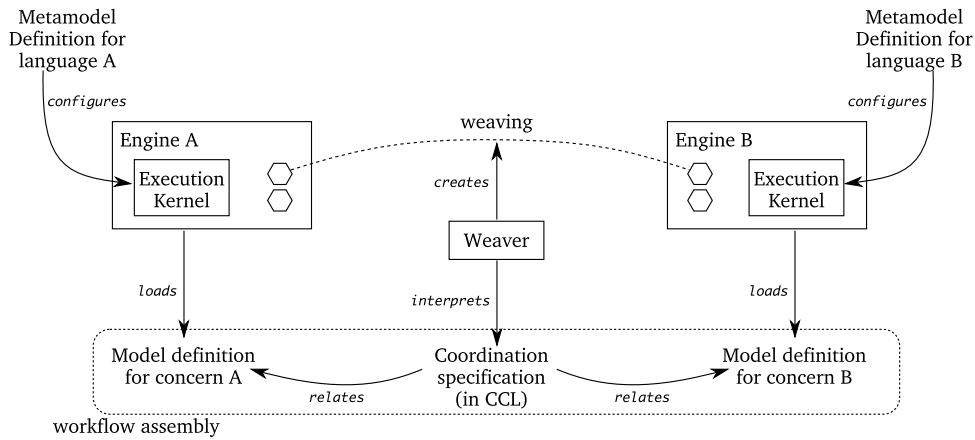 Metamodel
Definition for
language A
Metamodel
Definition for
language B
configures
configures
weaving
Engine A
Execution
Kernel
Engine B
Execution
Kernel
creates
Weaver
loads
interprets
loads
Model definition
for concern A
Coordination
specification
(in CCL)
Model definition
for concern B
relates
relates
workflow assembly